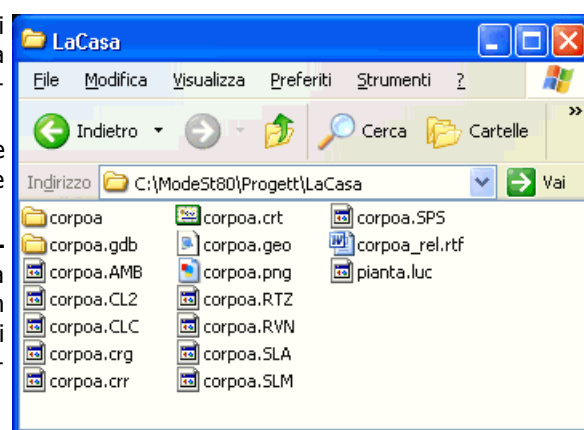 i
LaCasa
a
-
File Modifica Visualizza Preferiti Strumenti ?
Indietro Cerca Cartelle »
e
e
Indirizzo C:\ModeSt80\Progett\LaCasa Vai
corpoa
corpoa.gdb
corpoa.AMB
corpoa.CL2
corpoa.CLC
corpoa.crg
corpoa.crr
corpoa.crt
corpoa.geo
corpoa.png
corpoa.RTZ
corpoa.RVN
corpoa.SLA
corpoa.SLM
corpoa.SPS
corpoa_rel.rtf
pianta.luc
-
a
n
i
-